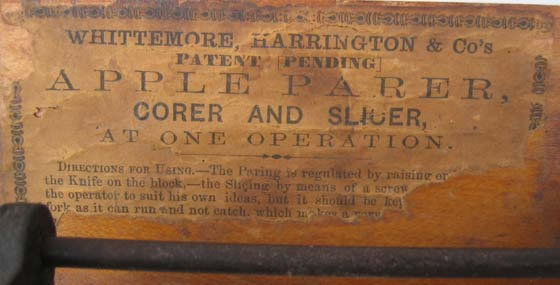 WHITTEMORE, HARRINGTON & Co's
PATENT [PENDING]
APPLE PARER,
CORER AND SLICER,
AT ONE OPERATION.
DIRECTIONS FOR USING.—The Paring is regulated by raising or
the Knife on the block,—the Slicing by means of a screw
the operator to suit his own ideas, but it should be
fork as it can run and not catch, which makes a